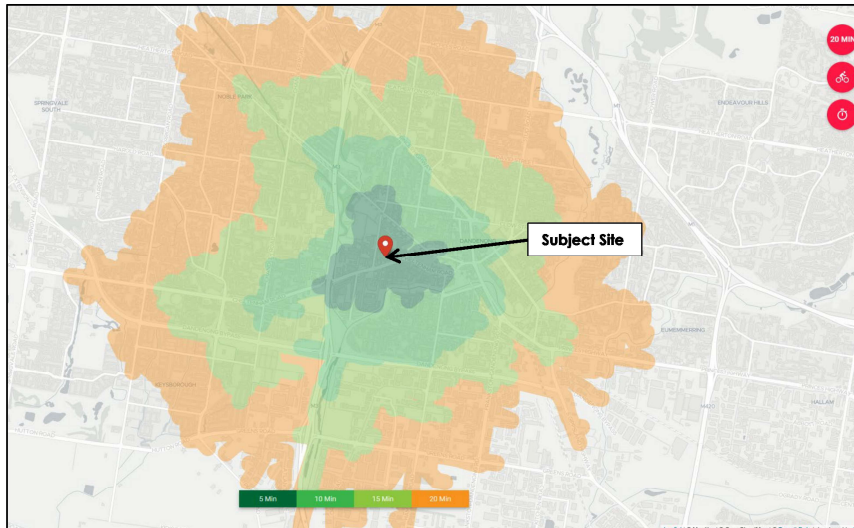 20 MIN
NOBLE PARK
SPRINGVALE
SOUTH
ENDEAVOUR HILLS
Subject Site
EUMEMMERRING
KEYSBOROUGH
HALLAM
5 Min
10 Min
15 Min
20 Min